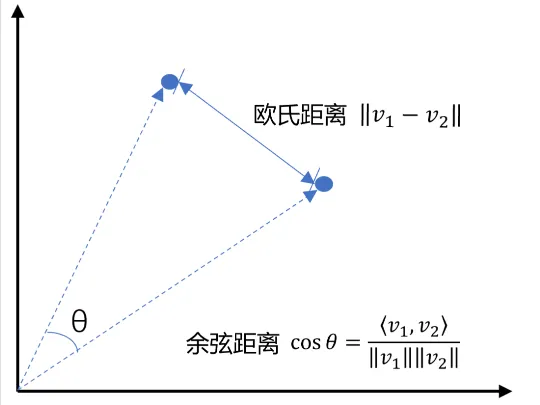 欧氏距离 ‖v₁ − v₂‖
θ
余弦距离 cos θ = ⟨v₁, v₂⟩ / ‖v₁‖‖v₂‖